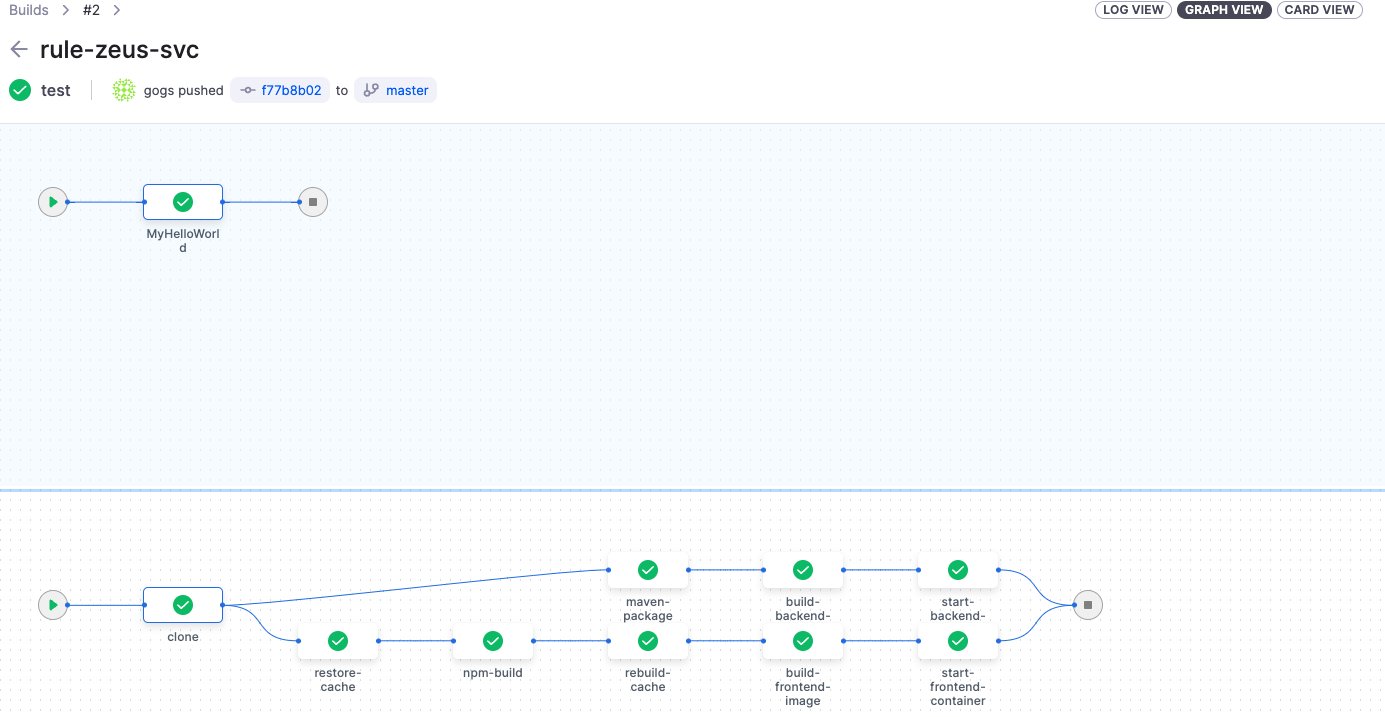 Builds > #2 >
LOG VIEW GRAPH VIEW CARD VIEW
rule-zeus-svc
test gogs pushed f77b8b02 to master
MyHelloWorl
d
clone
maven-
package
build-
backend-
start-
backend-
restore-
cache
npm-build
rebuild-
cache
build-
frontend-
image
start-
frontend-
container